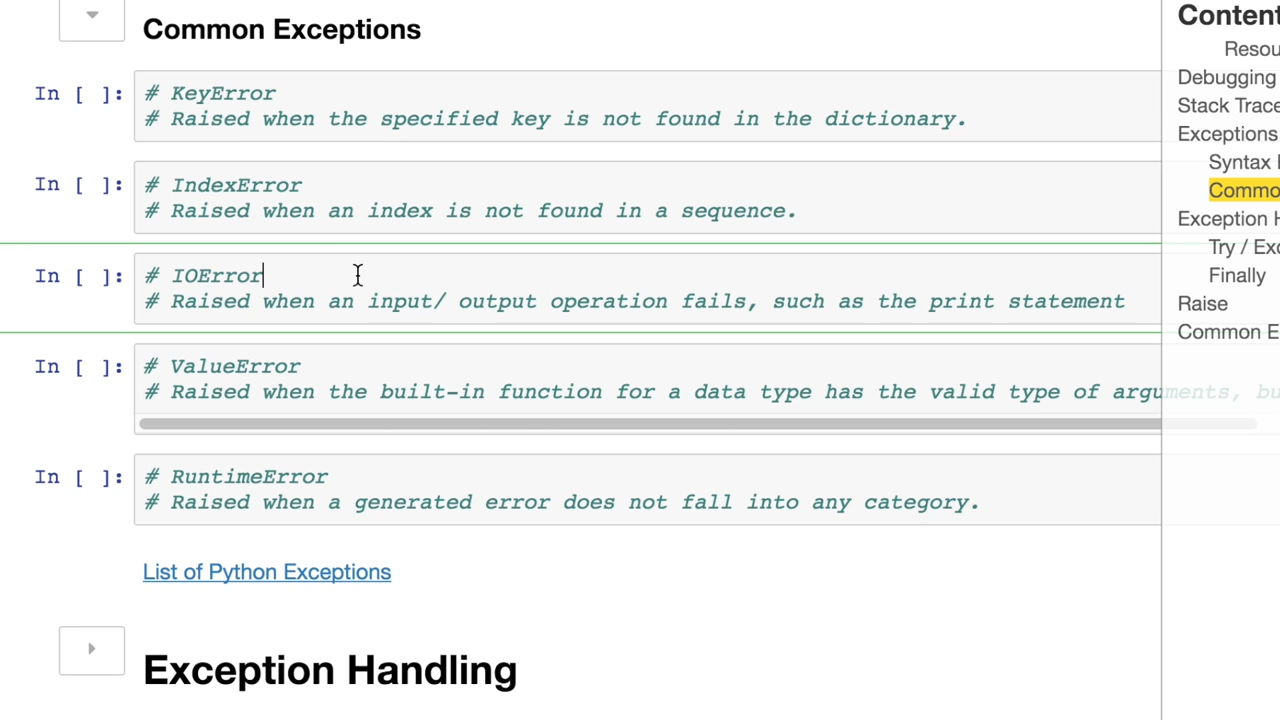 Common Exceptions
In [ ]:
# KeyError
# Raised when the specified key is not found in the dictionary.
In [ ]:
# IndexError
# Raised when an index is not found in a sequence.
In [ ]:
# IOError
# Raised when an input/ output operation fails, such as the print statement
In [ ]:
# ValueError
# Raised when the built-in function for a data type has the valid type of arguments, bu
In [ ]:
# RuntimeError
# Raised when a generated error does not fall into any category.
List of Python Exceptions
Exception Handling
Content
Resou
Debugging
Stack Trace
Exceptions
Syntax
Commo
Exception H
Try / Exc
Finally
Raise
Common E